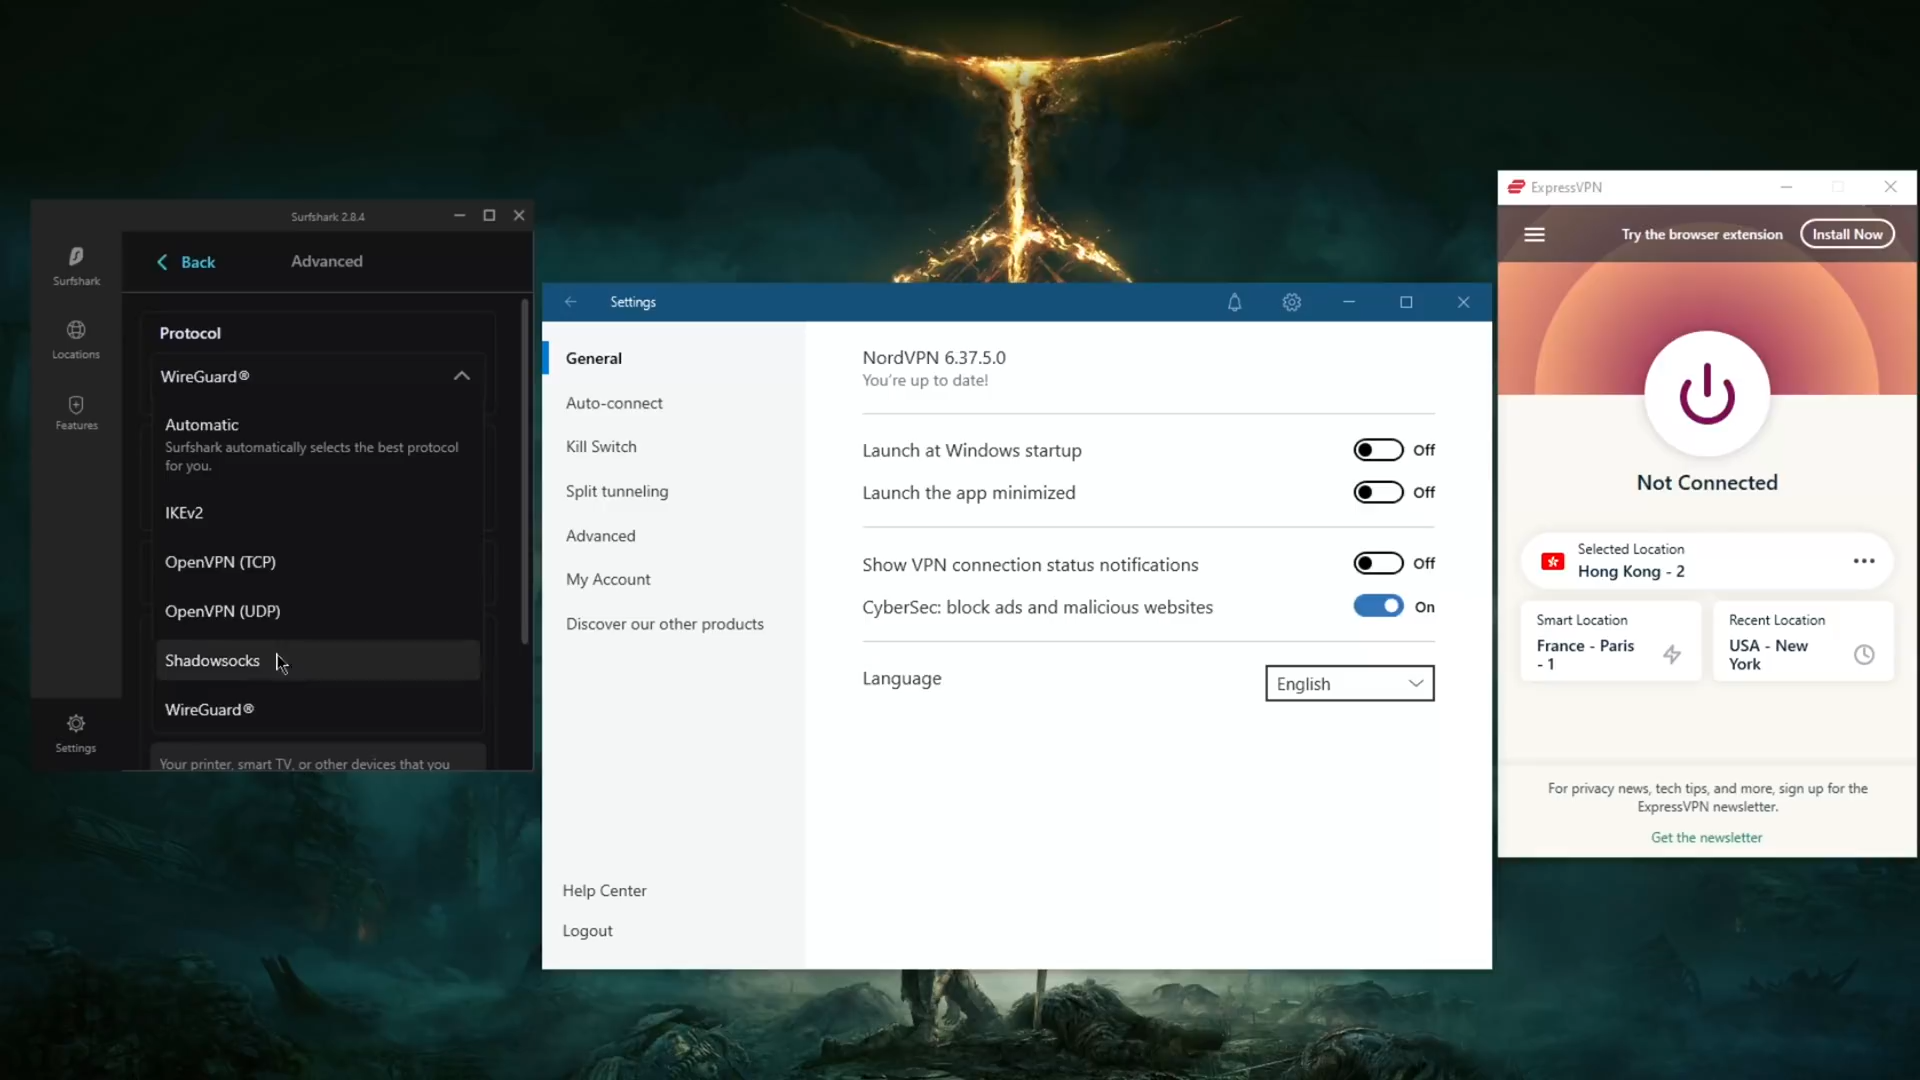 Surfshark 2.8.4
Surfshark
Locations
Features
Settings
Back
Advanced
Protocol
WireGuard®
Automatic
Surfshark automatically selects the best protocol
for you.
IKEv2
OpenVPN (TCP)
OpenVPN (UDP)
Shadowsocks
WireGuard®
Your printer, smart TV, or other devices that you
Settings
General
Auto-connect
Kill Switch
Split tunneling
Advanced
My Account
Discover our other products
Help Center
Logout
NordVPN 6.37.5.0
You're up to date!
Launch at Windows startup Off
Launch the app minimized Off
Show VPN connection status notifications Off
CyberSec: block ads and malicious websites On
Language English
ExpressVPN
Try the browser extension Install Now
Not Connected
Selected Location
Hong Kong - 2
Smart Location
France - Paris
- 1
Recent Location
USA - New
York
For privacy news, tech tips, and more, sign up for the
ExpressVPN newsletter.
Get the newsletter